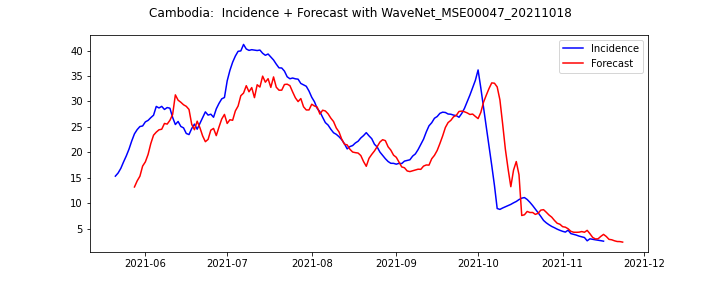 Cambodia:  Incidence + Forecast with WaveNet_MSE00047_20211018
Incidence
Forecast
40
35
30
25
20
15
10
5
2021-06 2021-07 2021-08 2021-09 2021-10 2021-11 2021-12